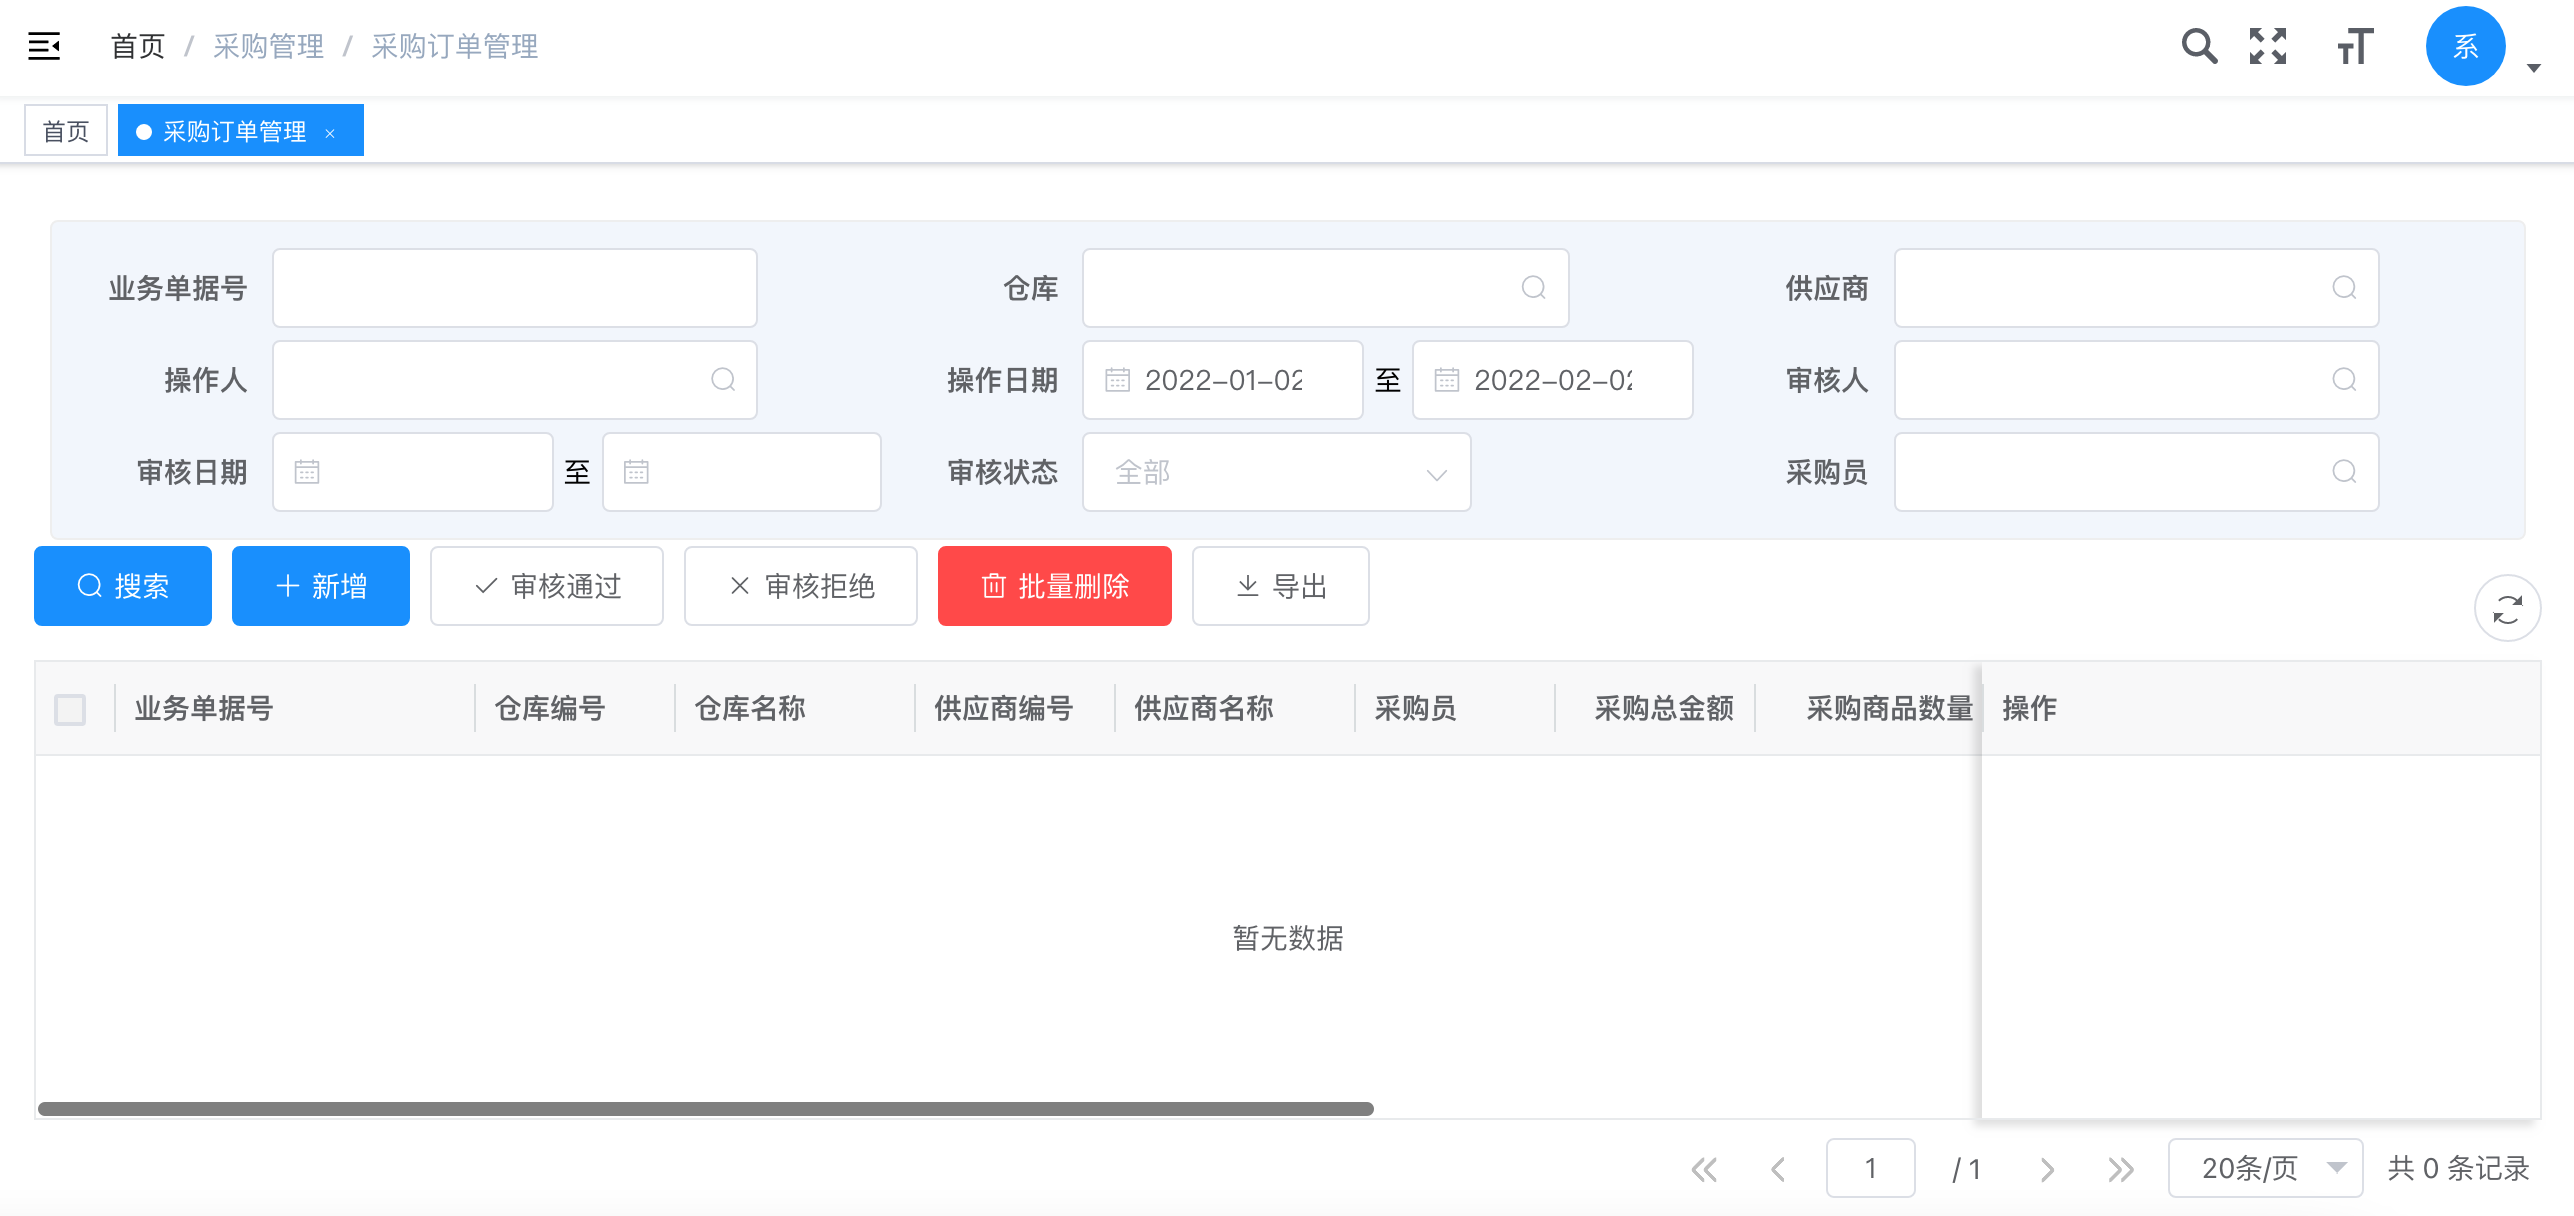 首页 / 采购管理 / 采购订单管理
系
首页 采购订单管理 ×
业务单据号 仓库 供应商
操作人 操作日期 2022-01-02 至 2022-02-02 审核人
审核日期 至 审核状态 全部 采购员
搜索 新增 审核通过 审核拒绝 批量删除 导出
业务单据号 仓库编号 仓库名称 供应商编号 供应商名称 采购员 采购总金额 采购商品数量 操作
暂无数据
1 / 1 20条/页 共 0 条记录